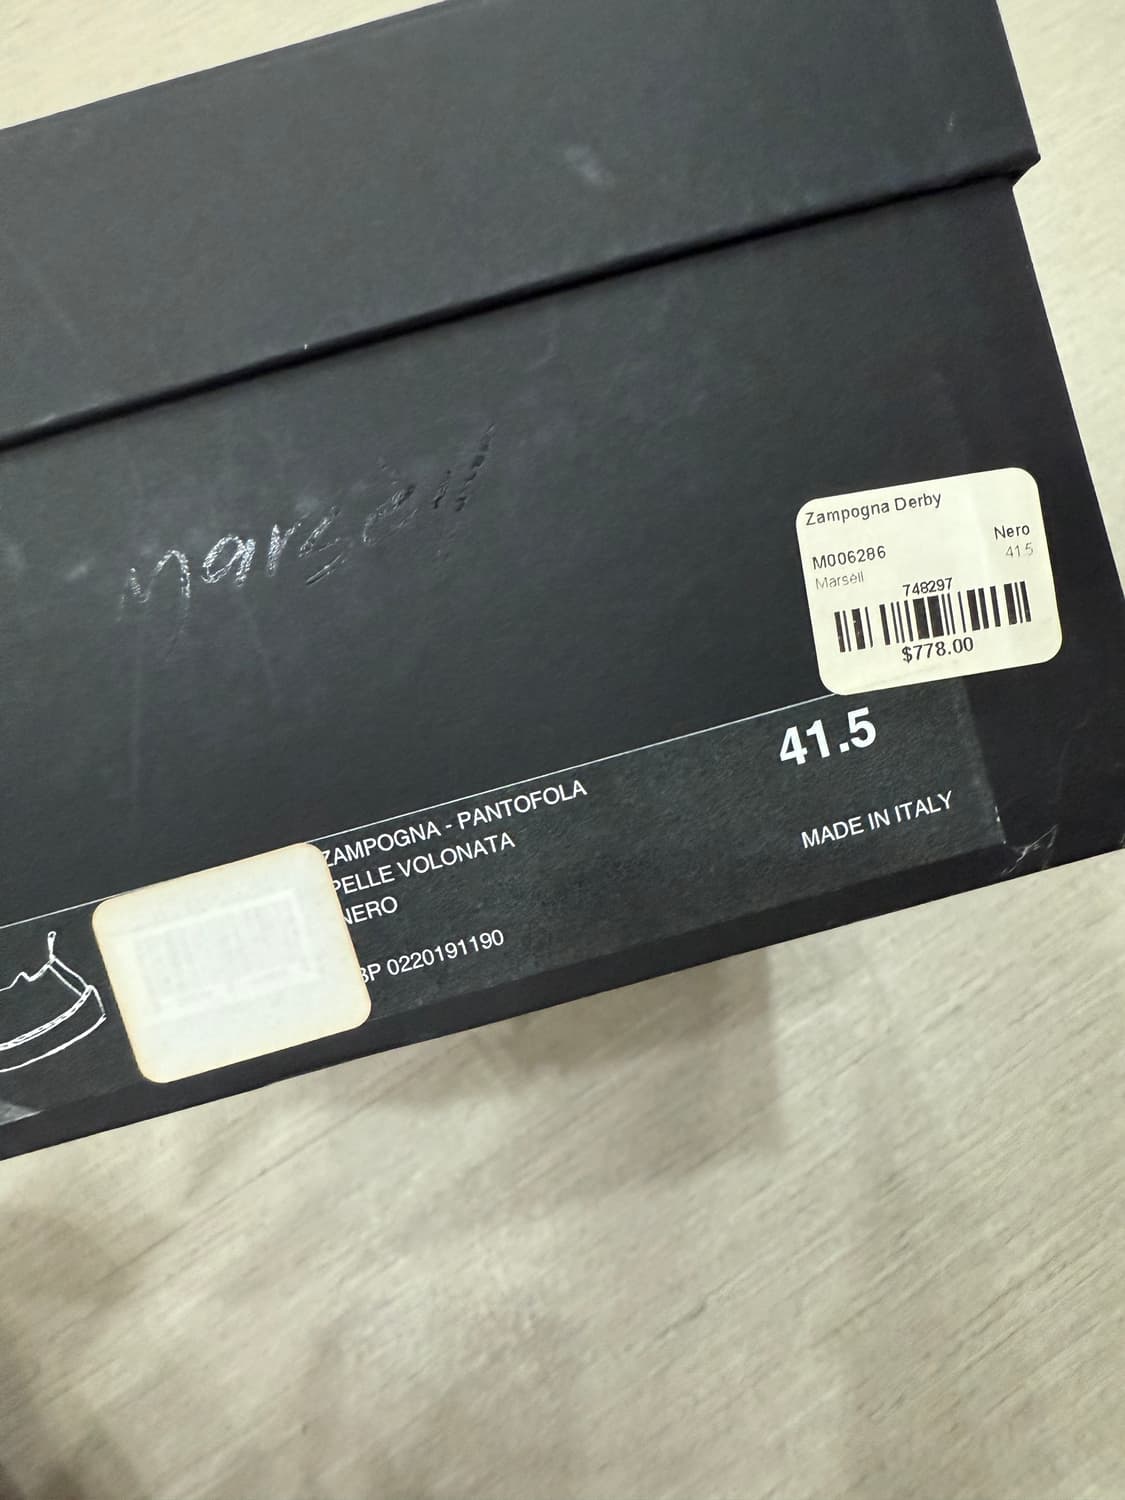 Marsèll
Zampogna Derby
Nero
M006286
41.5
Marsèll
748297
$778.00
41.5
ZAMPOGNA - PANTOFOLA
PELLE VOLONATA
NERO
MADE IN ITALY
BP 0220191190